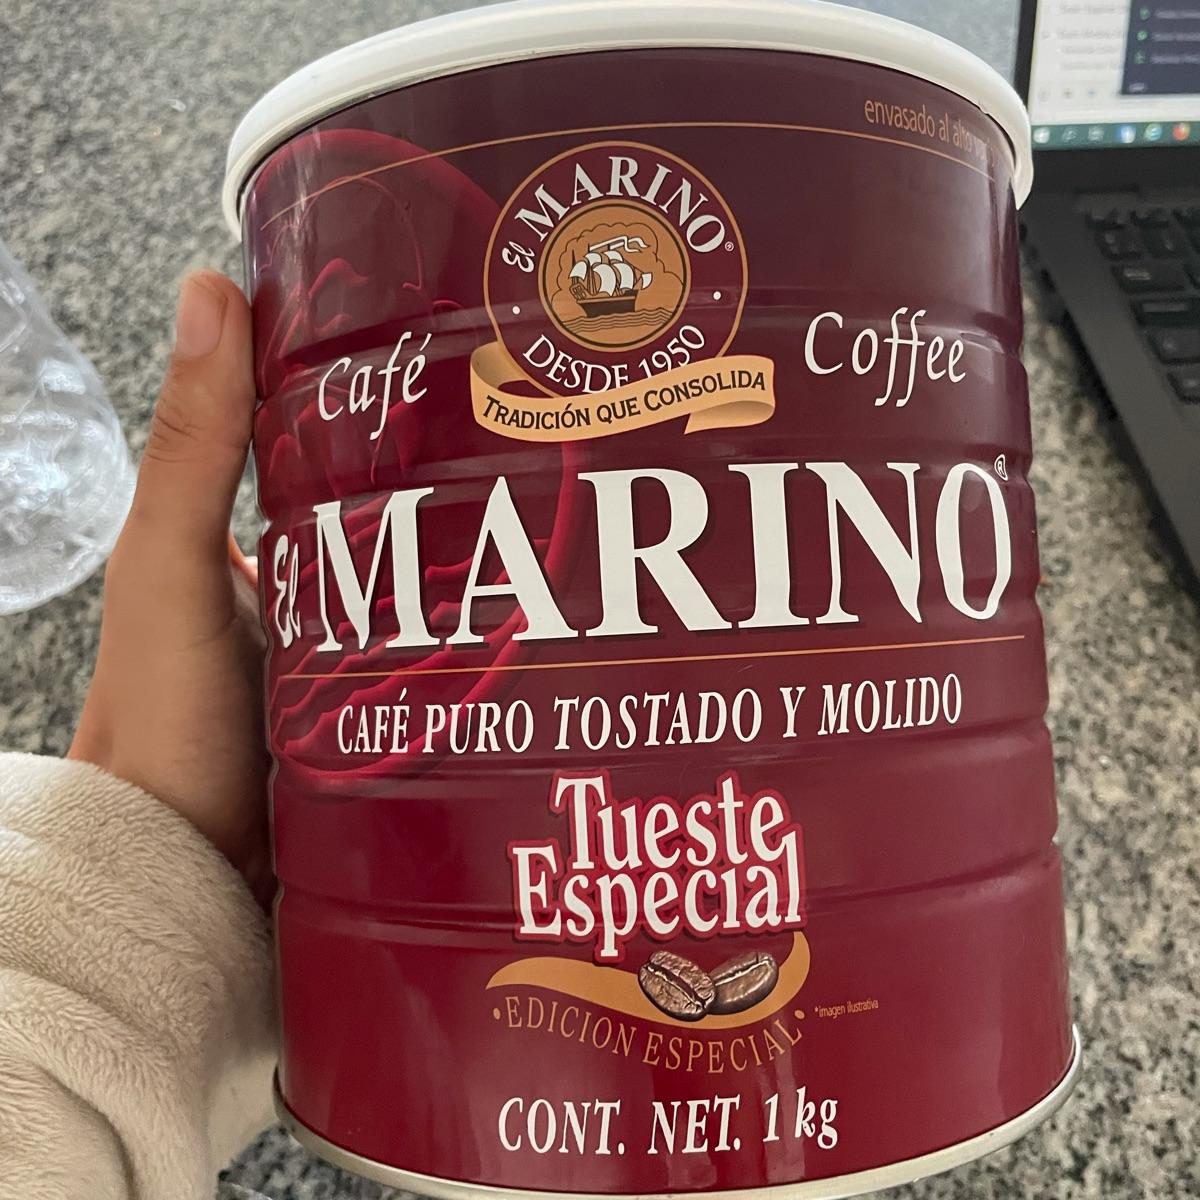 envasado al alto
El MARINO®
DESDE 1950
TRADICIÓN QUE CONSOLIDA
Café
Coffee
El MARINO®
CAFÉ PURO TOSTADO Y MOLIDO
Tueste
Especial
•EDICION ESPECIAL•
*imagen ilustrativa
CONT. NET. 1 kg